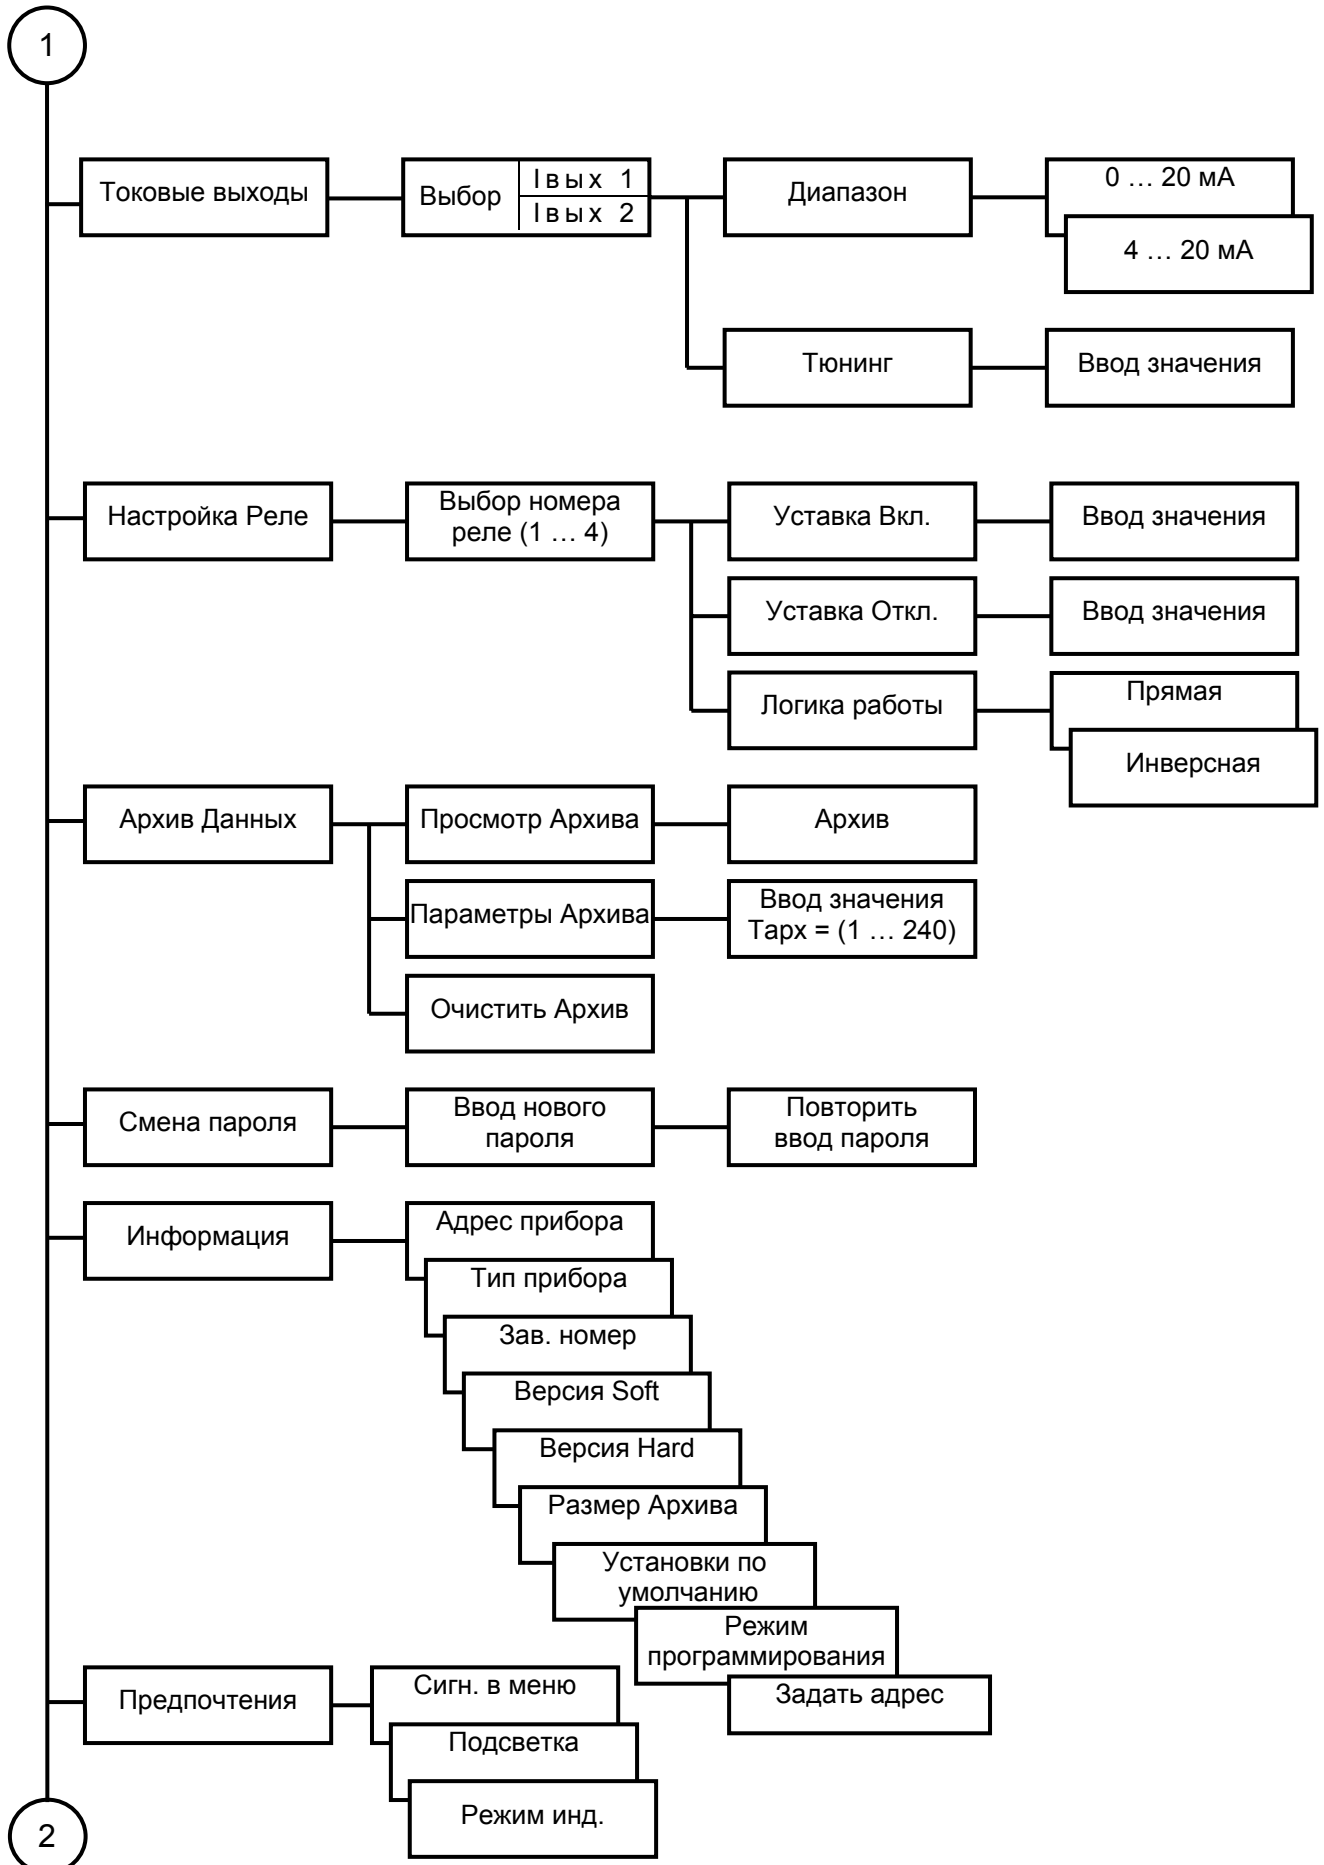 1
Токовые выходы
Выбор
Iвых 1
Iвых 2
Диапазон
0 … 20 мА
4 … 20 мА
Тюнинг
Ввод значения
Настройка Реле
Выбор номера
реле (1 … 4)
Уставка Вкл.
Ввод значения
Уставка Откл.
Ввод значения
Логика работы
Прямая
Инверсная
Архив Данных
Просмотр Архива
Архив
Параметры Архива
Ввод значения
Тарх = (1 … 240)
Очистить Архив
Смена пароля
Ввод нового
пароля
Повторить
ввод пароля
Информация
Адрес прибора
Тип прибора
Зав. номер
Версия Soft
Версия Hard
Размер Архива
Установки по
умолчанию
Режим
программирования
Задать адрес
Предпочтения
Сигн. в меню
Подсветка
Режим инд.
2